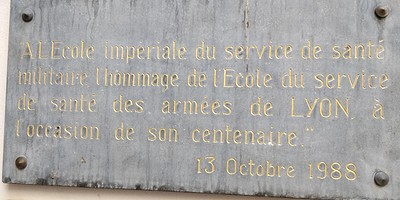 A L'Ecole impériale du service de santé
militaire l'hommage de l'Ecole du service
de santé des armées de LYON, à
l'occasion de son centenaire."
13 Octobre 1988